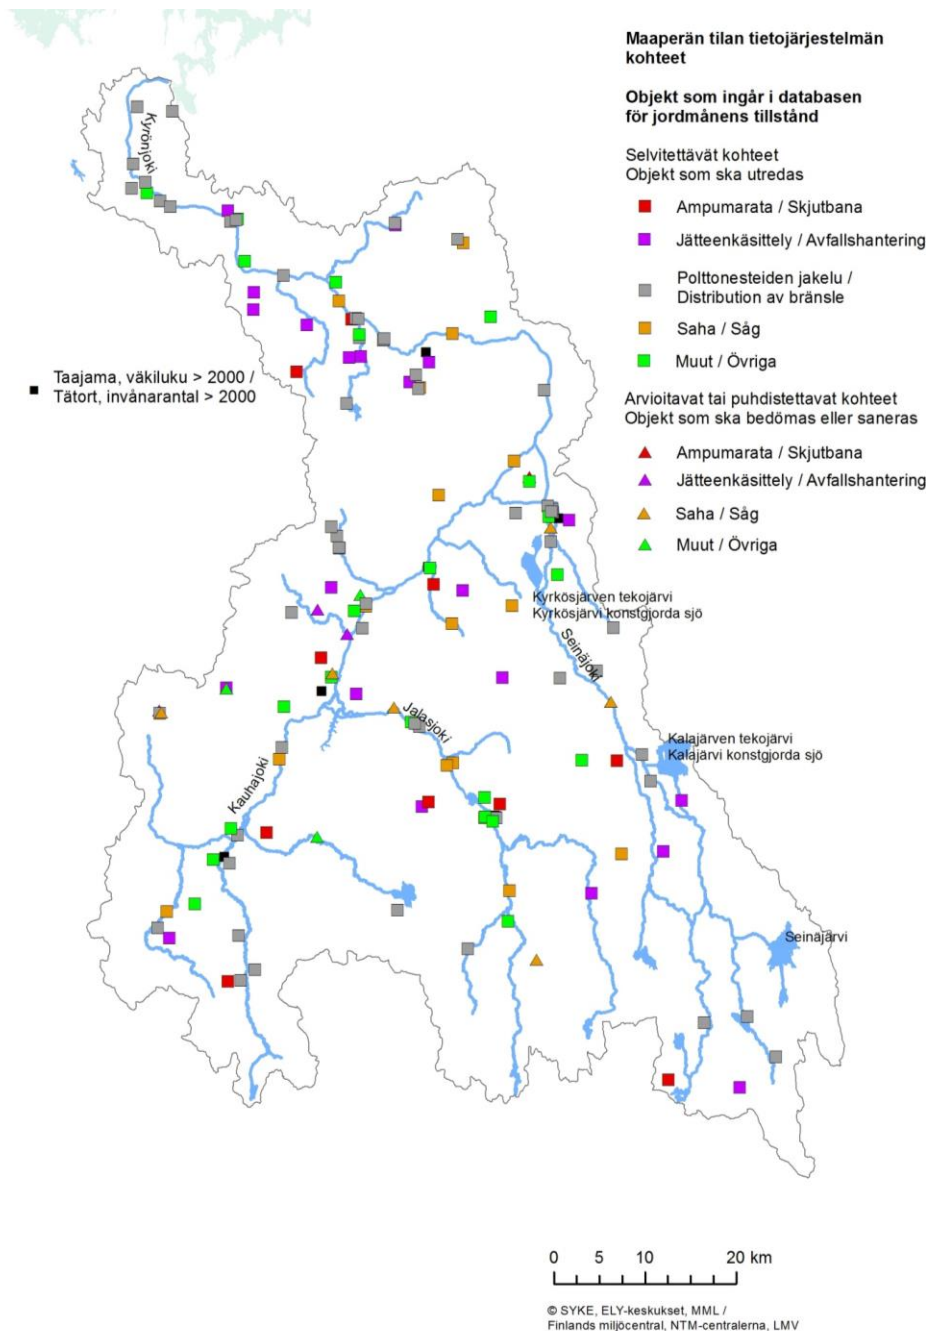 Maaperän tilan tietojärjestelmän
kohteet
Objekt som ingår i databasen
för jordmånens tillstånd
Selvitettävät kohteet
Objekt som ska utredas
Ampumarata / Skjutbana
Jätteenkäsittely / Avfallshantering
Polttonesteiden jakelu /
Distribution av bränsle
Saha / Såg
Muut / Övriga
Arvioitavat tai puhdistettavat kohteet
Objekt som ska bedömas eller saneras
Ampumarata / Skjutbana
Jätteenkäsittely / Avfallshantering
Saha / Såg
Muut / Övriga
Taajama, väkiluku > 2000 /
Tätort, invånarantal > 2000
Kyrönjoki
Kyrkösjärven tekojärvi
Kyrkösjärvi konstgjorda sjö
Seinäjoki
Jalasjoki
Kalajärven tekojärvi
Kalajärvi konstgjorda sjö
Kauhajoki
Seinäjärvi
0 5 10 20 km
© SYKE, ELY-keskukset, MML /
Finlands miljöcentral, NTM-centralerna, LMV